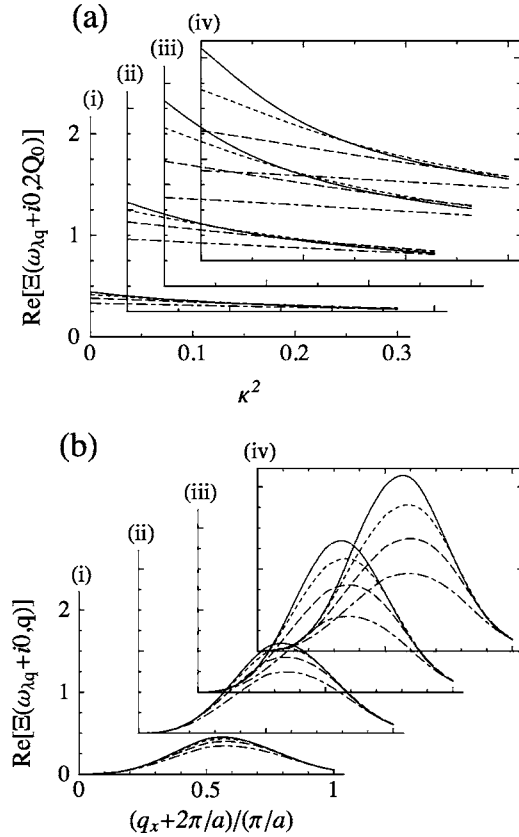 (a)
(iv)
(iii)
(ii)
(i)
2
1
0
0 0.1 0.2 0.3
Re[Ξ(ω_λq+i0,2Q_0)]
κ^2
(b)
(iv)
(iii)
(ii)
(i)
2
1
0
0 0.5 1
Re[Ξ(ω_λq+i0,q)]
(q_x+2π/a)/(π/a)